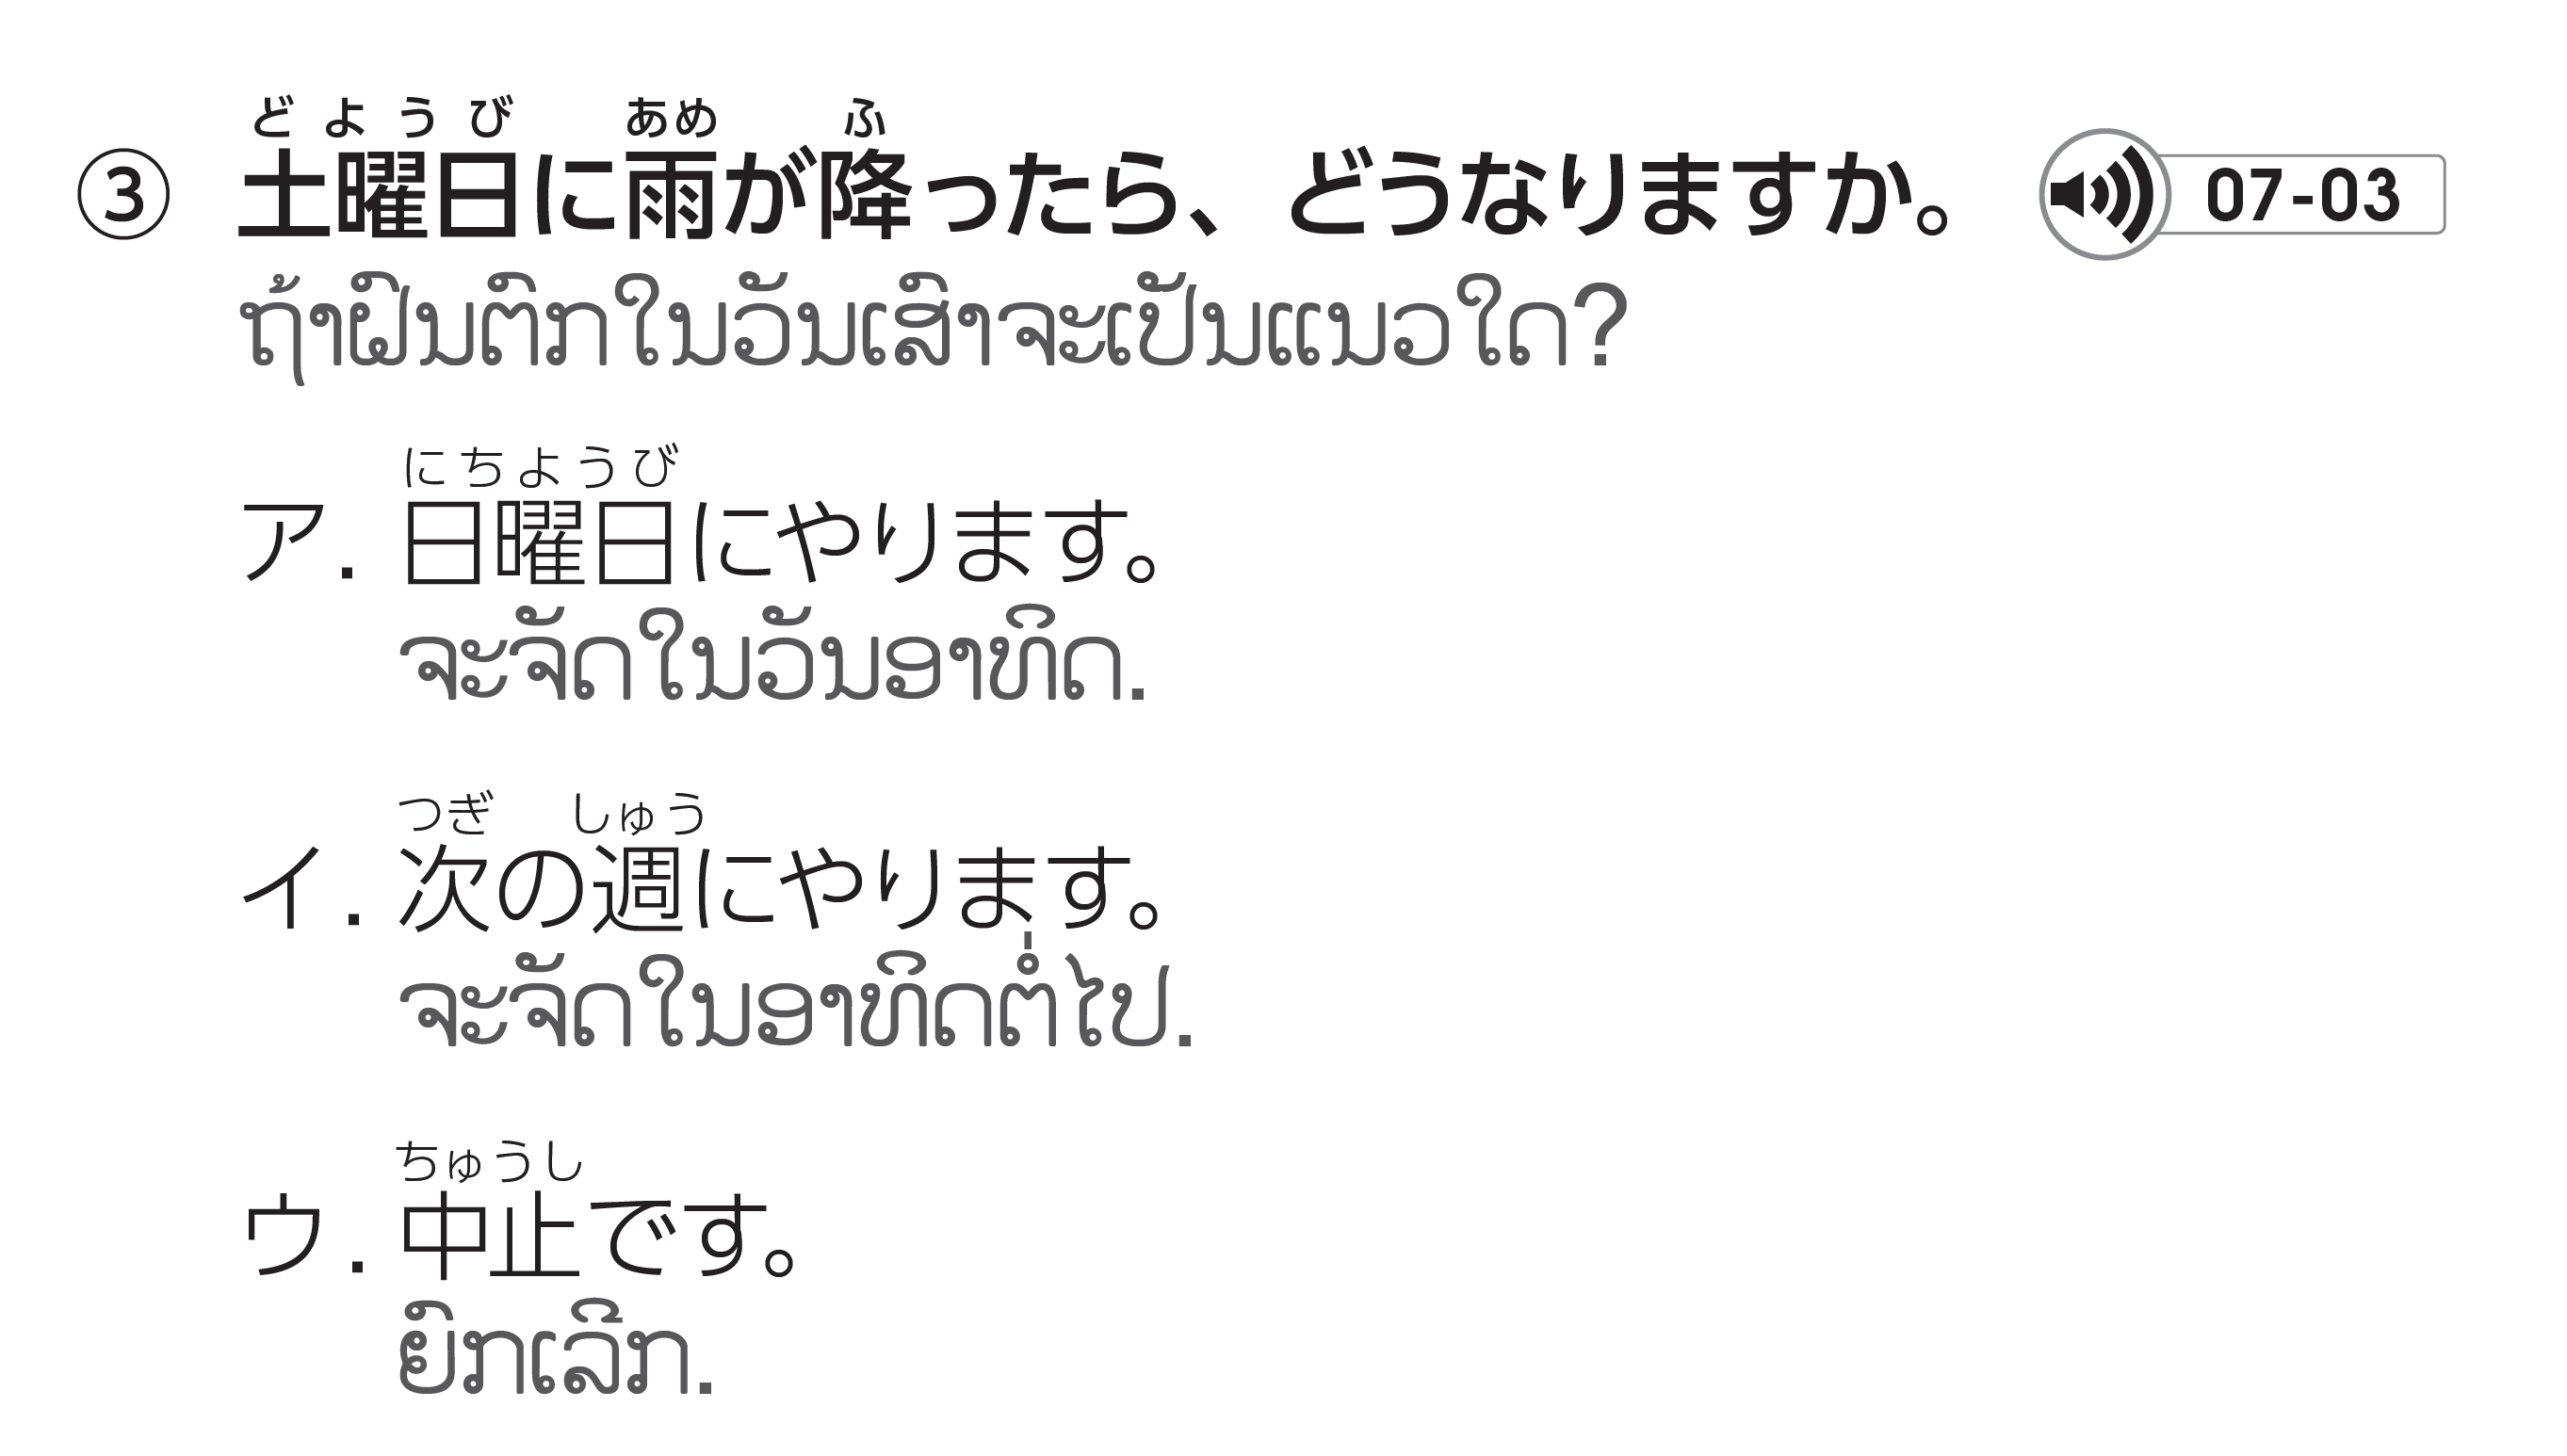 どようび あめ ふ
③ 土曜日に雨が降ったら、どうなりますか。 07-03
ຖ້າຝົນຕົກໃນວັນເສົາຈະເປັນແນວໃດ?
にちようび
ア. 日曜日にやります。
ຈະຈັດໃນວັນອາທິດ.
つぎ しゅう
イ. 次の週にやります。
ຈະຈັດໃນອາທິດຕໍ່ໄປ.
ちゅうし
ウ. 中止です。
ຍົກເລີກ.